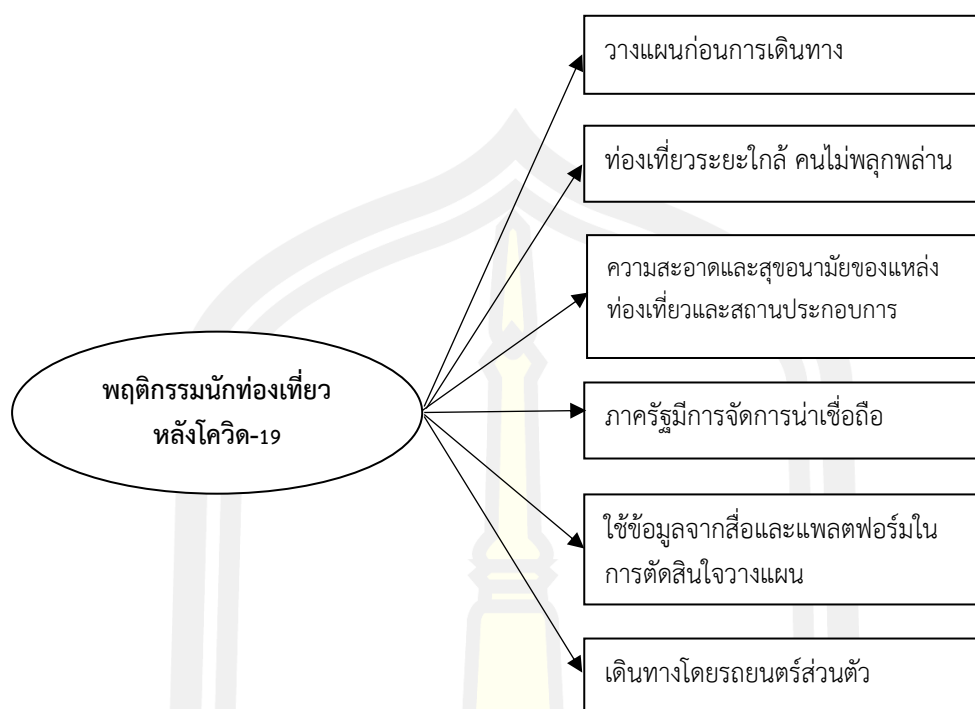 วางแผนก่อนการเดินทาง
ท่องเที่ยวระยะใกล้ คนไม่พลุกพล่าน
ความสะอาดและสุขอนามัยของแหล่ง
ท่องเที่ยวและสถานประกอบการ
พฤติกรรมนักท่องเที่ยว
หลังโควิด-19
ภาครัฐมีการจัดการน่าเชื่อถือ
ใช้ข้อมูลจากสื่อและแพลตฟอร์มใน
การตัดสินใจวางแผน
เดินทางโดยรถยนตร์ส่วนตัว